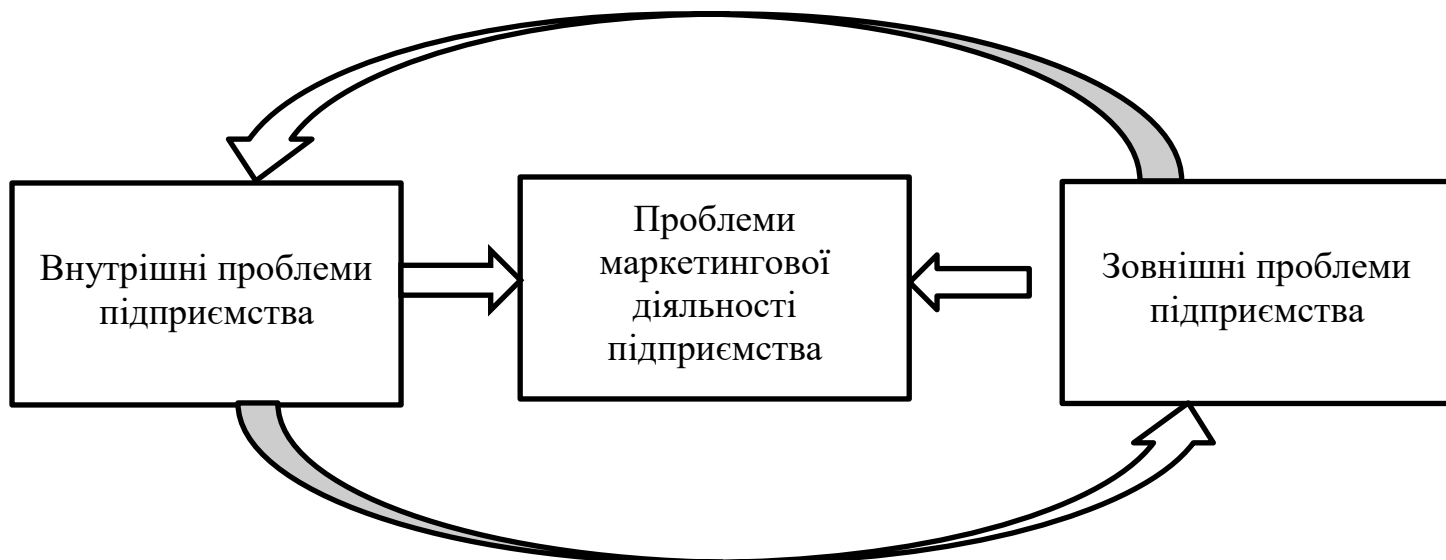 Внутрішні проблеми
підприємства
Проблеми
маркетингової
діяльності
підприємства
Зовнішні проблеми
підприємства